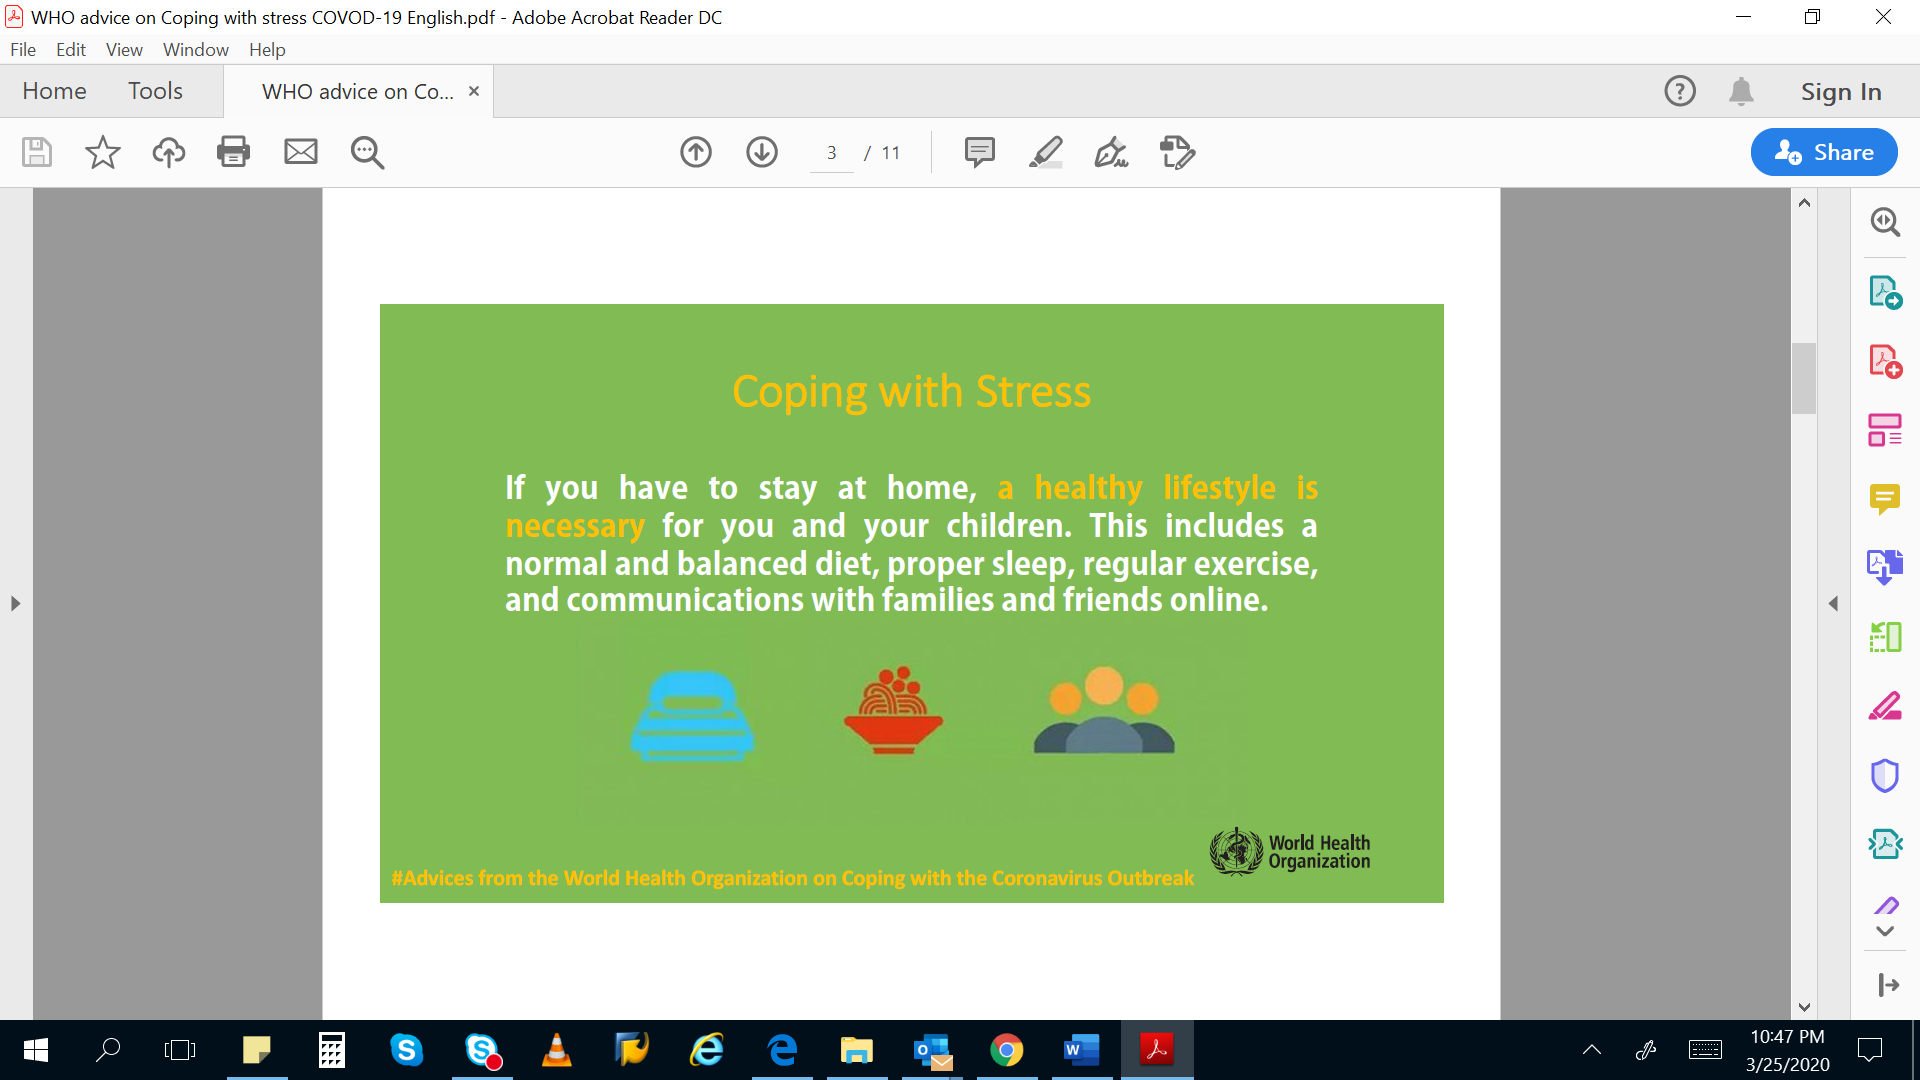 WHO advice on Coping with stress COVOD-19 English.pdf - Adobe Acrobat Reader DC
File Edit View Window Help
Home Tools WHO advice on Co... × Sign In
3 / 11 Share
Coping with Stress
If you have to stay at home, a healthy lifestyle is
necessary for you and your children. This includes a
normal and balanced diet, proper sleep, regular exercise,
and communications with families and friends online.
World Health
Organization
#Advices from the World Health Organization on Coping with the Coronavirus Outbreak
10:47 PM
3/25/2020